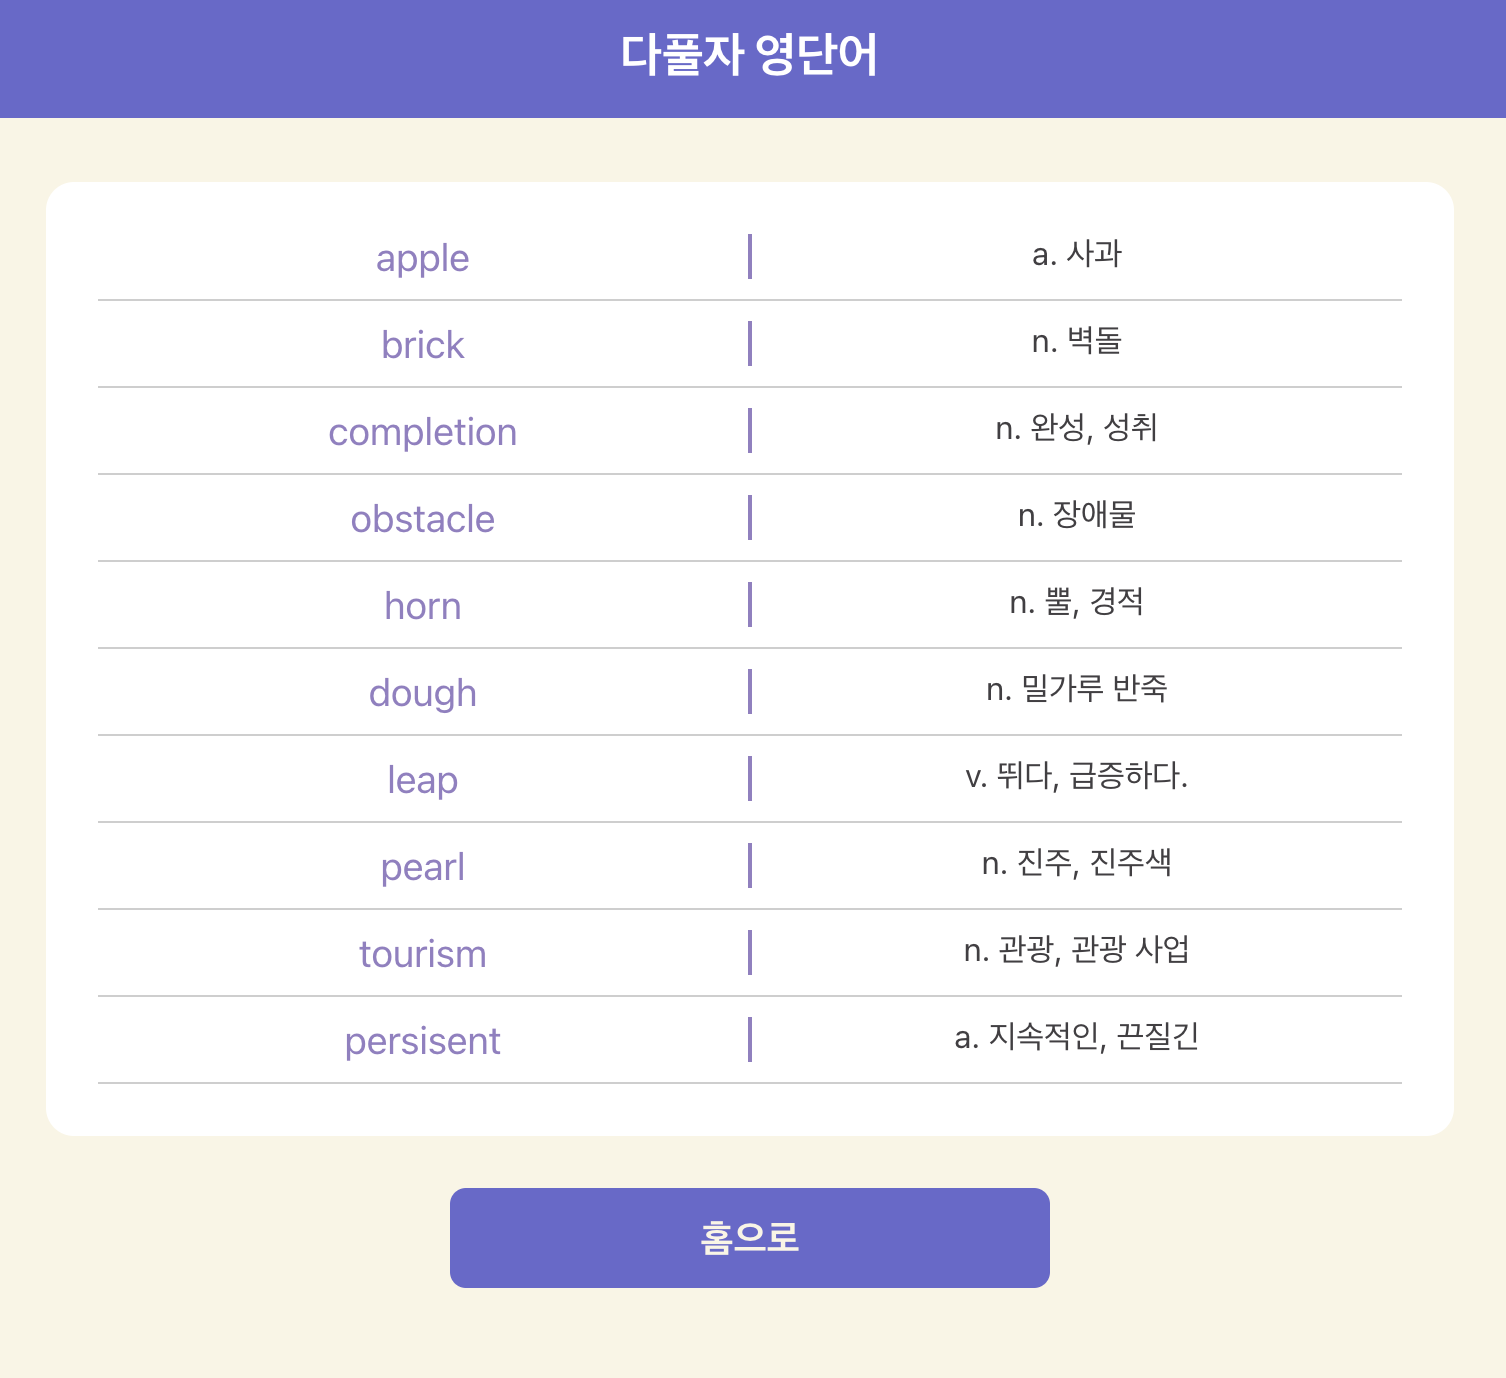 다풀자 영단어
apple a. 사과
brick n. 벽돌
completion n. 완성, 성취
obstacle n. 장애물
horn n. 뿔, 경적
dough n. 밀가루 반죽
leap v. 뛰다, 급증하다.
pearl n. 진주, 진주색
tourism n. 관광, 관광 사업
persisent a. 지속적인, 끈질긴
홈으로